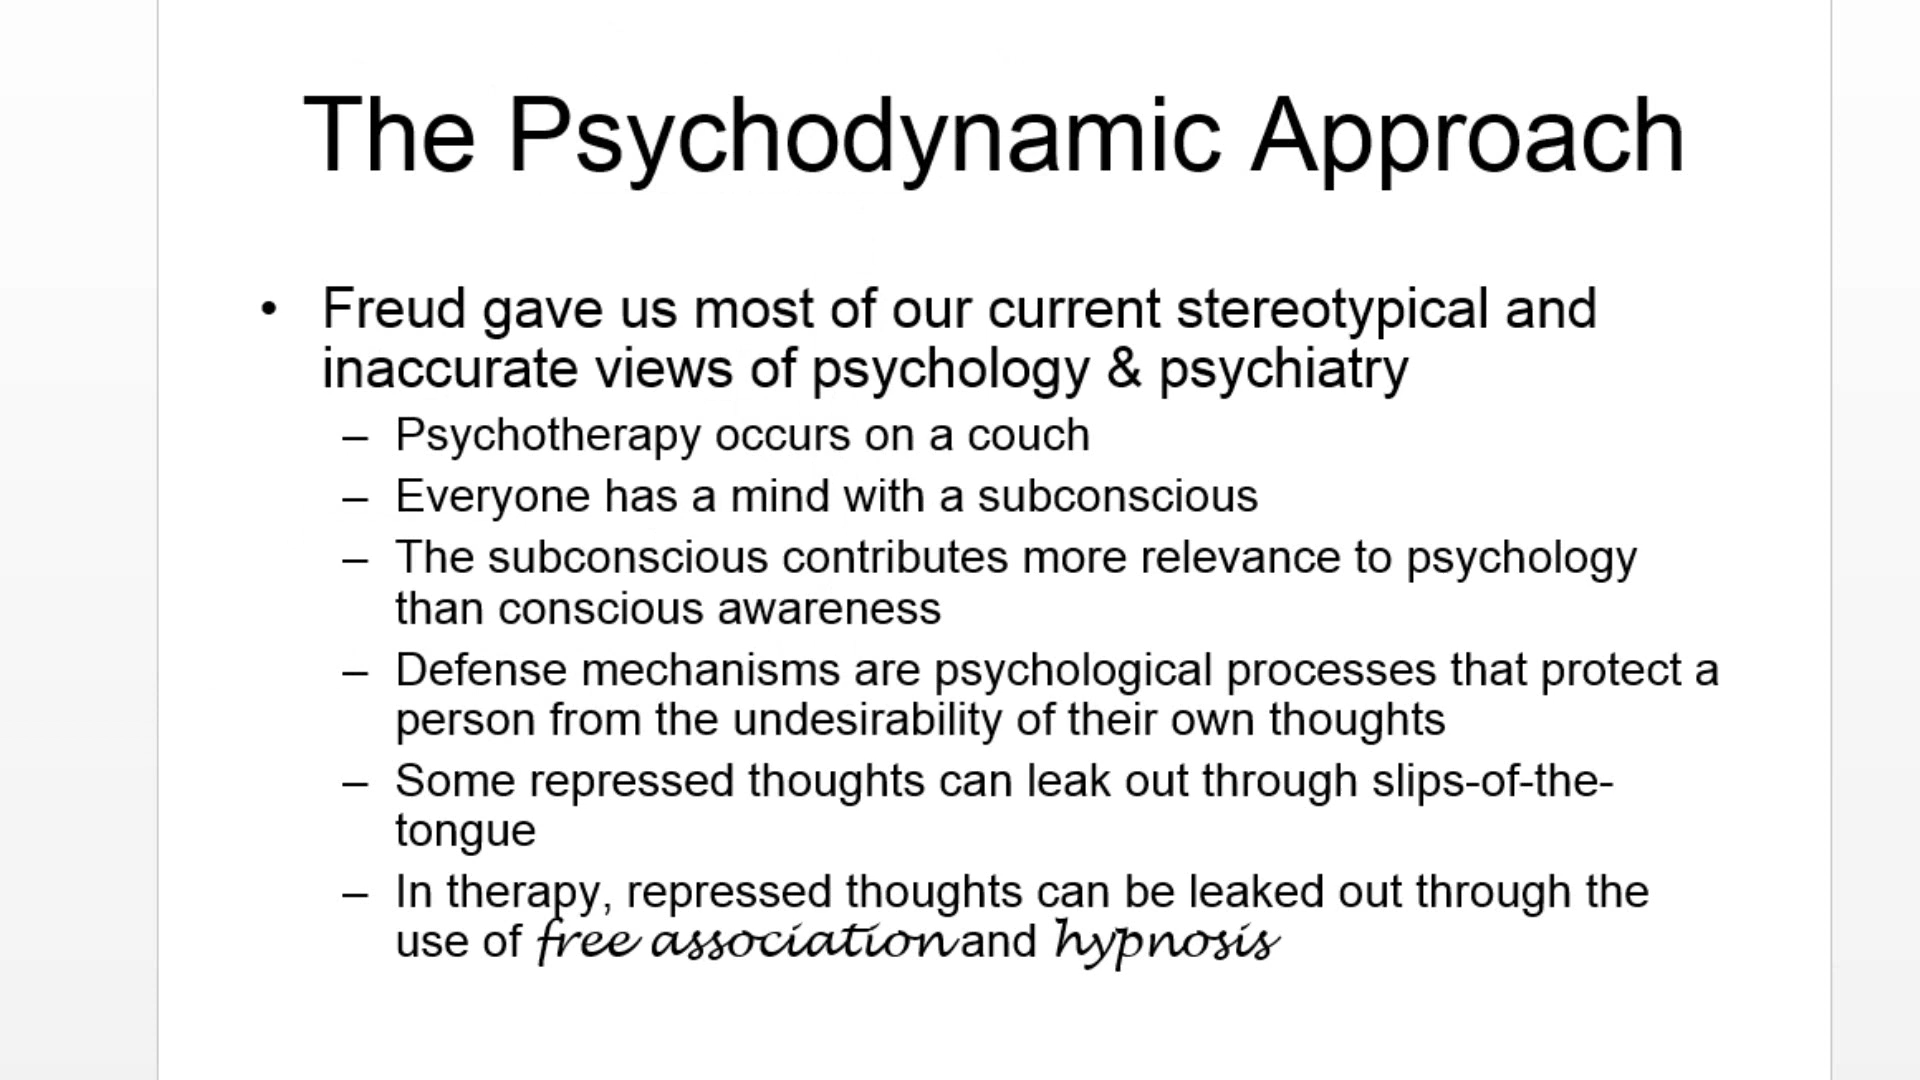 The Psychodynamic Approach
• Freud gave us most of our current stereotypical and
inaccurate views of psychology & psychiatry
– Psychotherapy occurs on a couch
– Everyone has a mind with a subconscious
– The subconscious contributes more relevance to psychology
than conscious awareness
– Defense mechanisms are psychological processes that protect a
person from the undesirability of their own thoughts
– Some repressed thoughts can leak out through slips-of-the-
tongue
– In therapy, repressed thoughts can be leaked out through the
use of free association and hypnosis